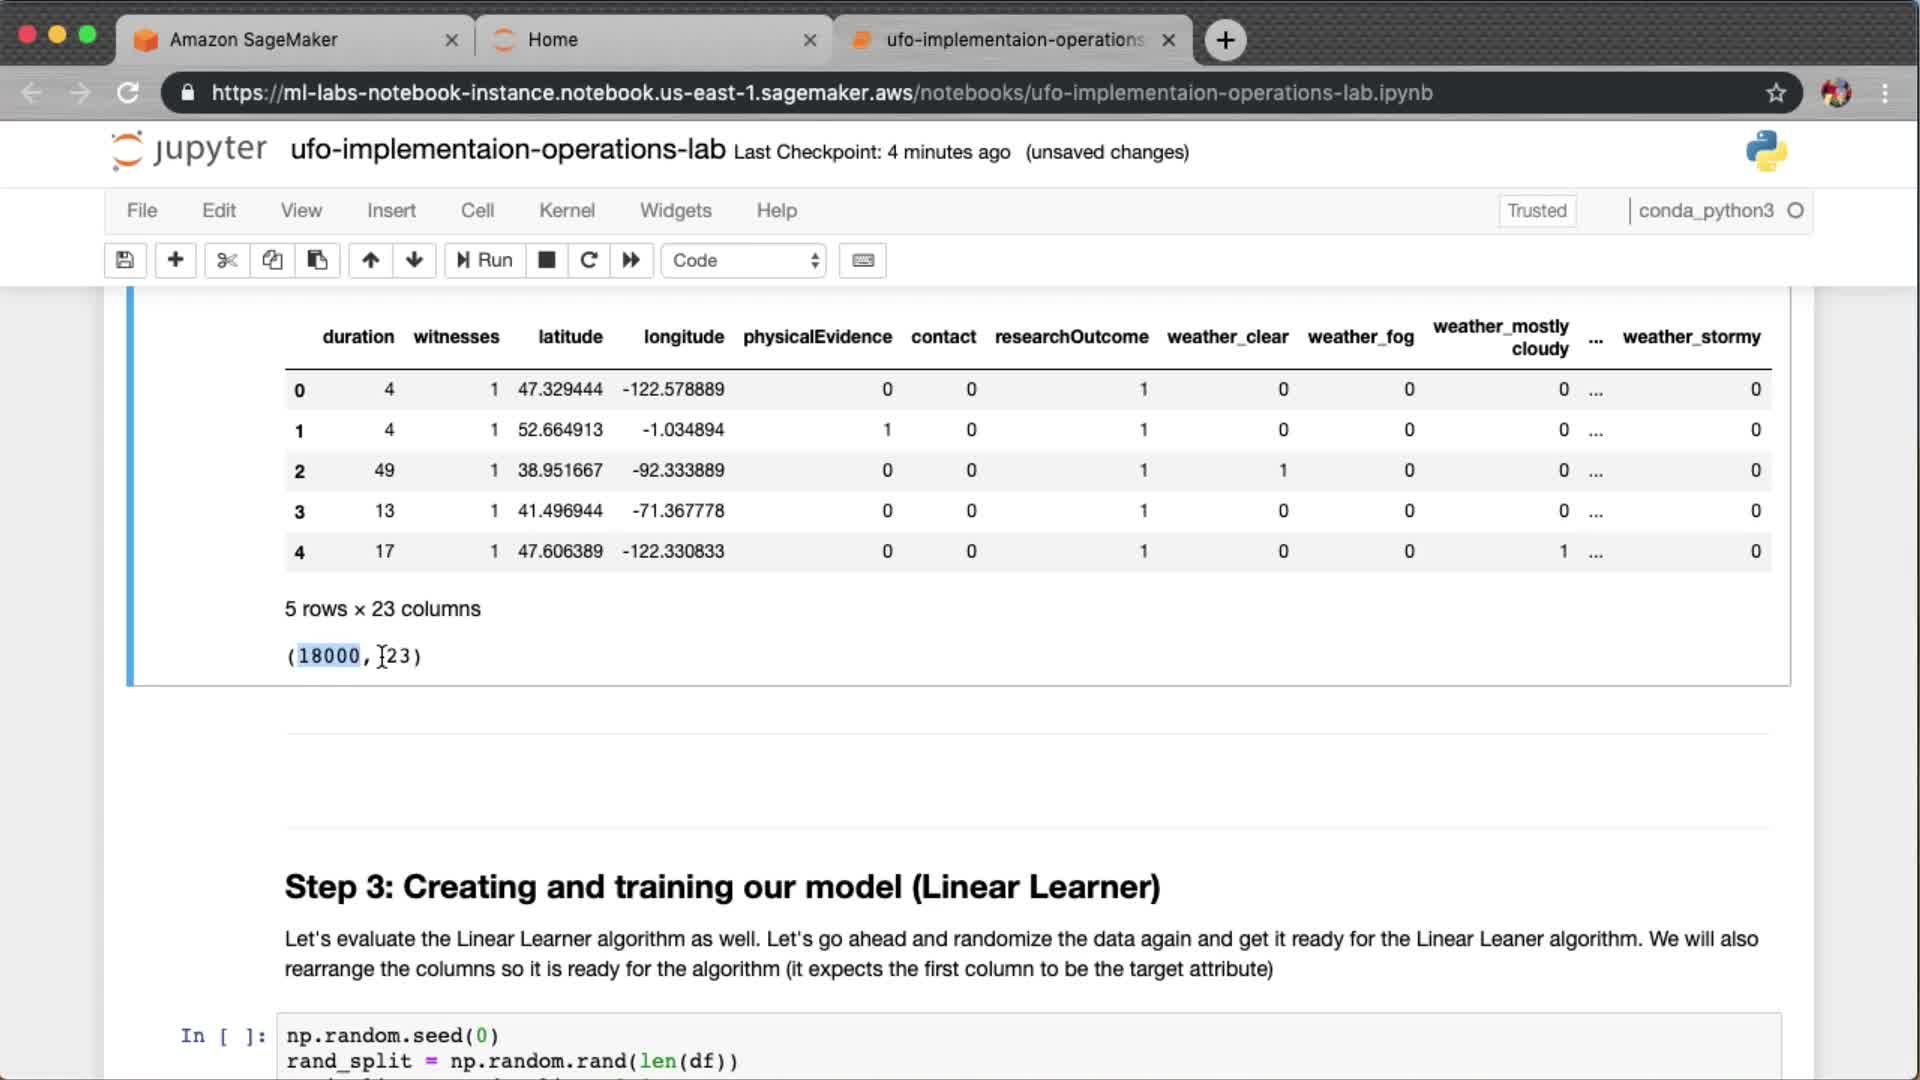 Amazon SageMaker
Home
ufo-implementaion-operations
https://ml-labs-notebook-instance.notebook.us-east-1.sagemaker.aws/notebooks/ufo-implementaion-operations-lab.ipynb
jupyter ufo-implementaion-operations-lab Last Checkpoint: 4 minutes ago (unsaved changes)
File Edit View Insert Cell Kernel Widgets Help Trusted conda_python3
Run Code
duration witnesses latitude longitude physicalEvidence contact researchOutcome weather_clear weather_fog weather_mostly cloudy ... weather_stormy
0 4 1 47.329444 -122.578889 0 0 1 0 0 0 ... 0
1 4 1 52.664913 -1.034894 1 0 1 0 0 0 ... 0
2 49 1 38.951667 -92.333889 0 0 1 1 0 0 ... 0
3 13 1 41.496944 -71.367778 0 0 1 0 0 0 ... 0
4 17 1 47.606389 -122.330833 0 0 1 0 0 1 ... 0
5 rows × 23 columns
(18000, 23)
Step 3: Creating and training our model (Linear Learner)
Let's evaluate the Linear Learner algorithm as well. Let's go ahead and randomize the data again and get it ready for the Linear Leaner algorithm. We will also
rearrange the columns so it is ready for the algorithm (it expects the first column to be the target attribute)
In [ ]: np.random.seed(0)
rand_split = np.random.rand(len(df))